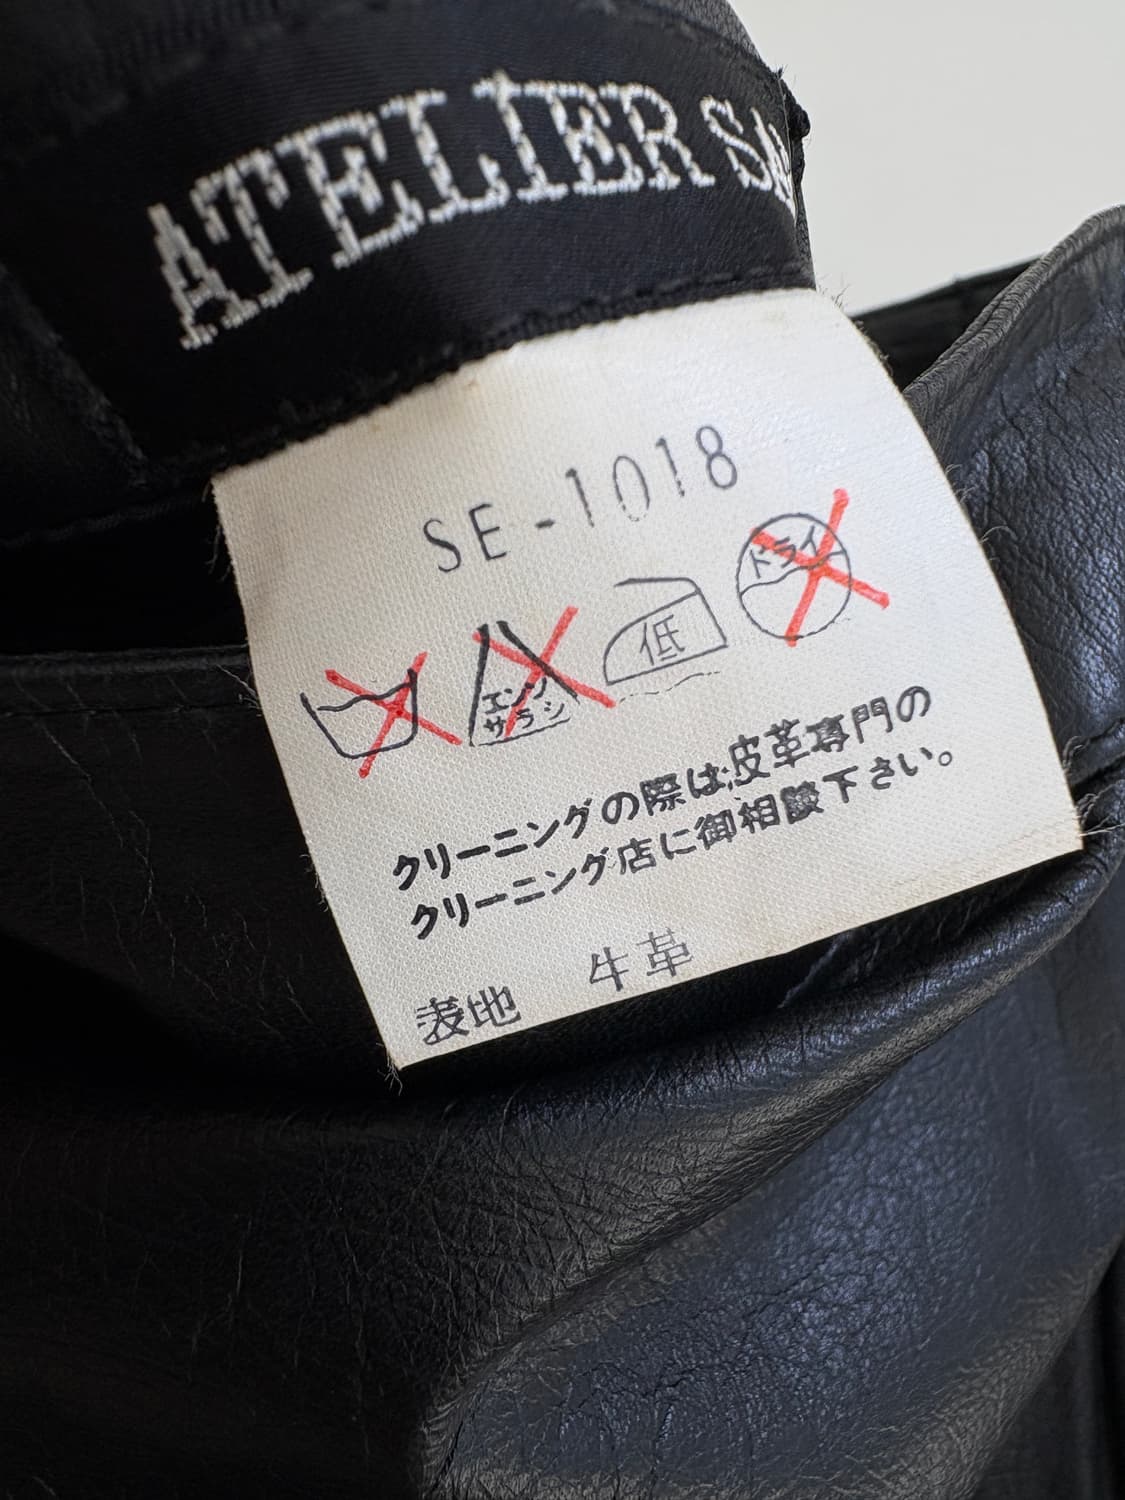 ATELIER SA
SE-1018
エンソ
サラシ
低
ドライ
クリーニングの際は、皮革専門の
クリーニング店に御相談下さい。
表地 牛革